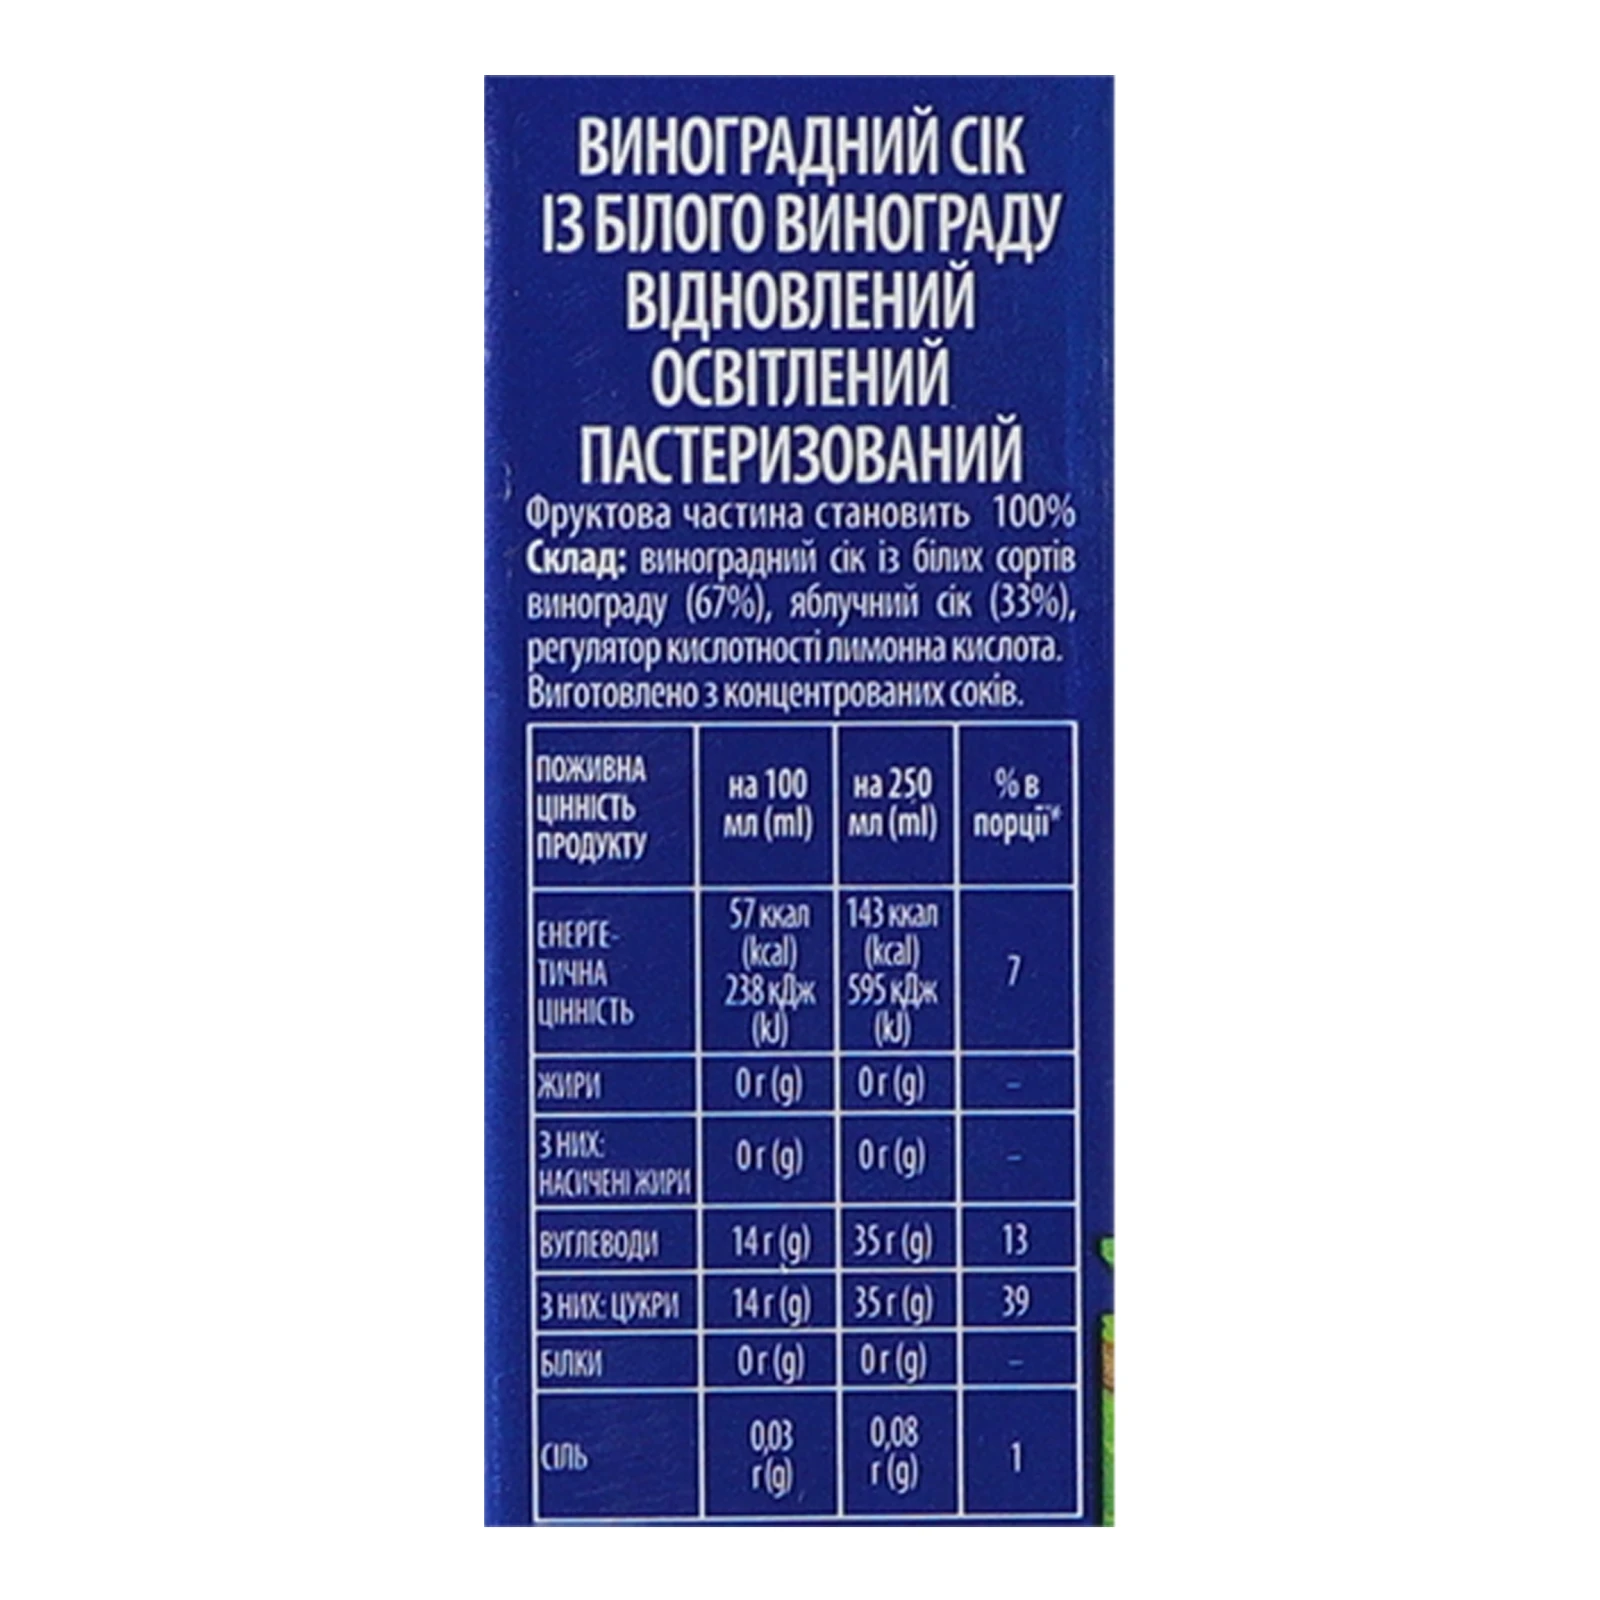 ВИНОГРАДНИЙ СІК
ІЗ БІЛОГО ВИНОГРАДУ
ВІДНОВЛЕНИЙ
ОСВІТЛЕНИЙ
ПАСТЕРИЗОВАНИЙ
Фруктова частина становить 100%
Склад: виноградний сік із білих сортів
винограду (67%), яблучний сік (33%),
регулятор кислотності лимонна кислота.
Виготовлено з концентрованих соків.
ПОЖИВНА ЦІННІСТЬ ПРОДУКТУ на 100 мл (ml) на 250 мл (ml) % в порції*
ЕНЕРГЕ-ТИЧНА ЦІННІСТЬ 57 ккал (kcal) 238 кДж (kJ) 143 ккал (kcal) 595 кДж (kJ) 7
ЖИРИ 0 г (g) 0 г (g) –
З НИХ: НАСИЧЕНІ ЖИРИ 0 г (g) 0 г (g) –
ВУГЛЕВОДИ 14 г (g) 35 г (g) 13
З НИХ: ЦУКРИ 14 г (g) 35 г (g) 39
БІЛКИ 0 г (g) 0 г (g) –
СІЛЬ 0,03 г (g) 0,08 г (g) 1